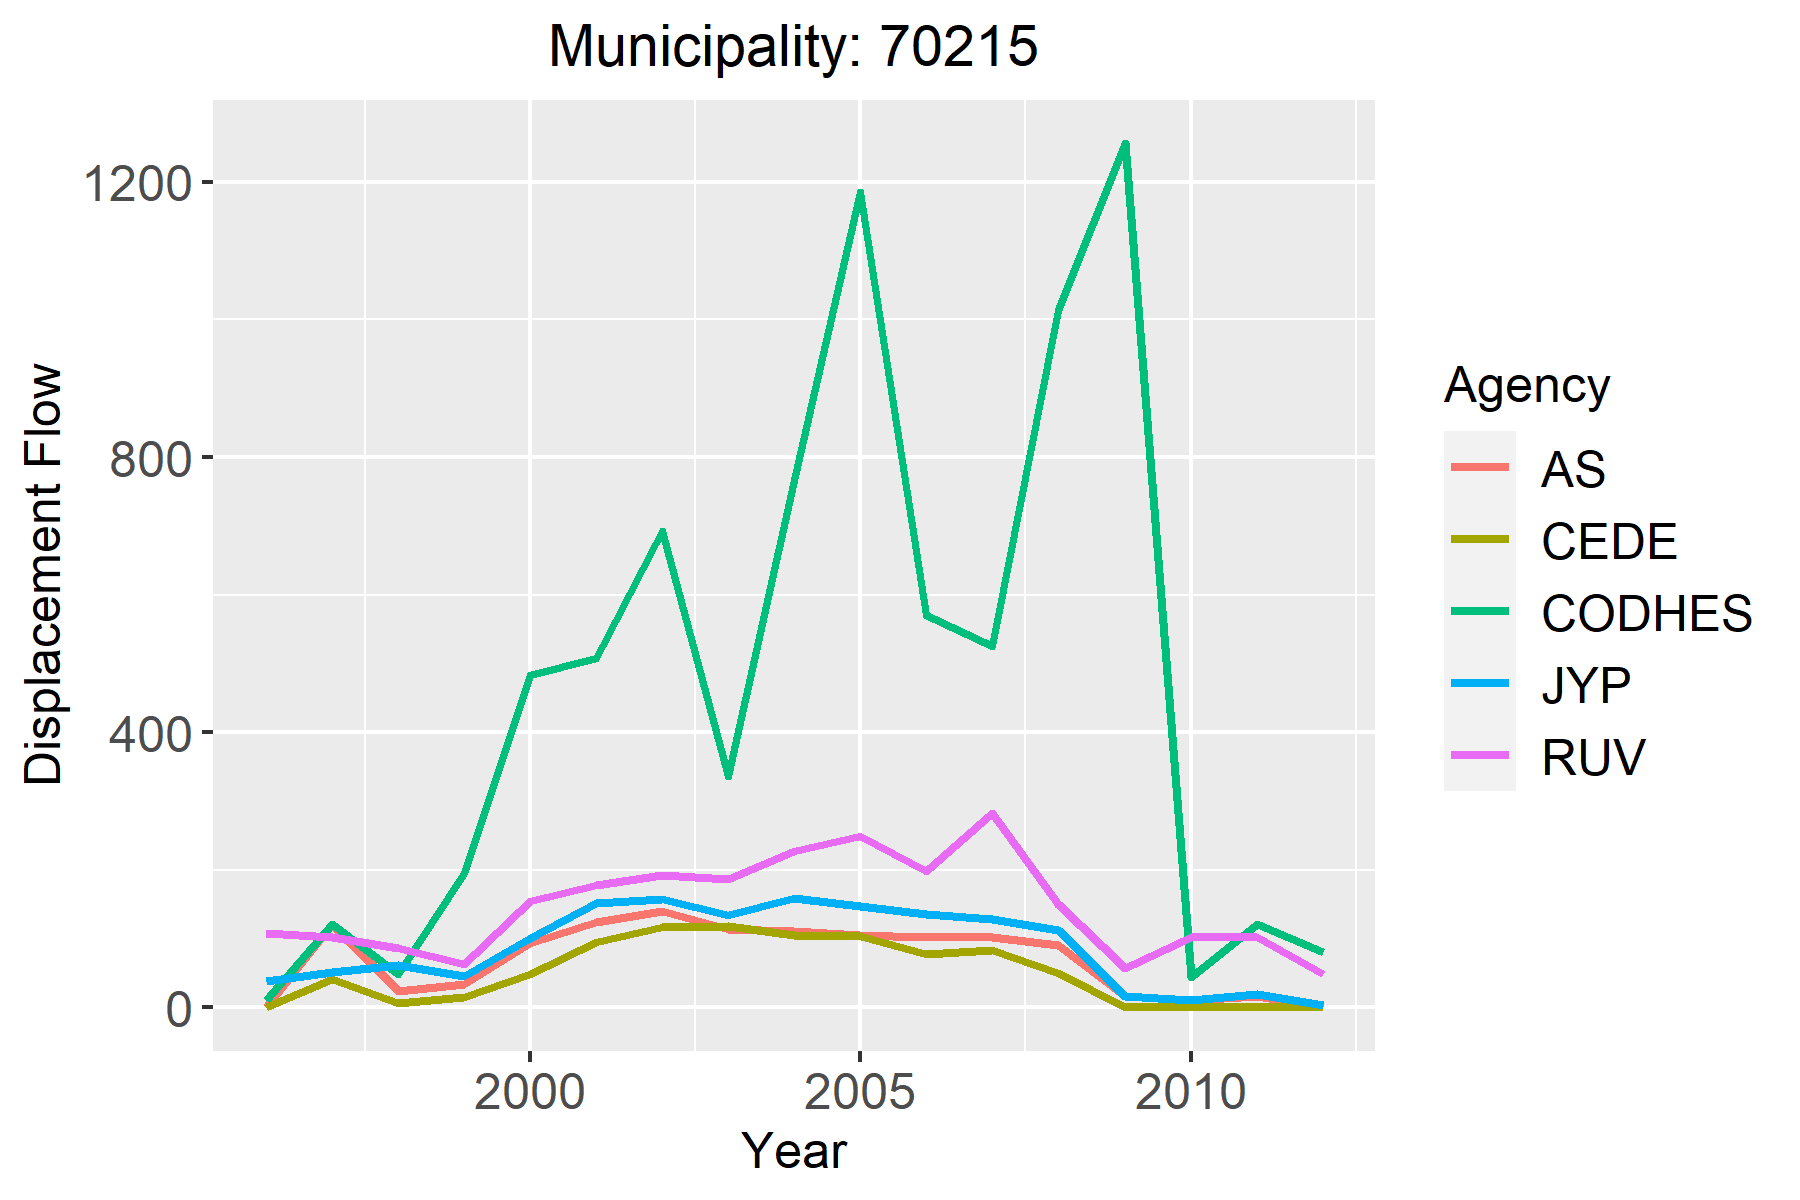 Municipality: 70215
Displacement Flow
1200
800
400
0
2000 2005 2010
Year
Agency
AS
CEDE
CODHES
JYP
RUV